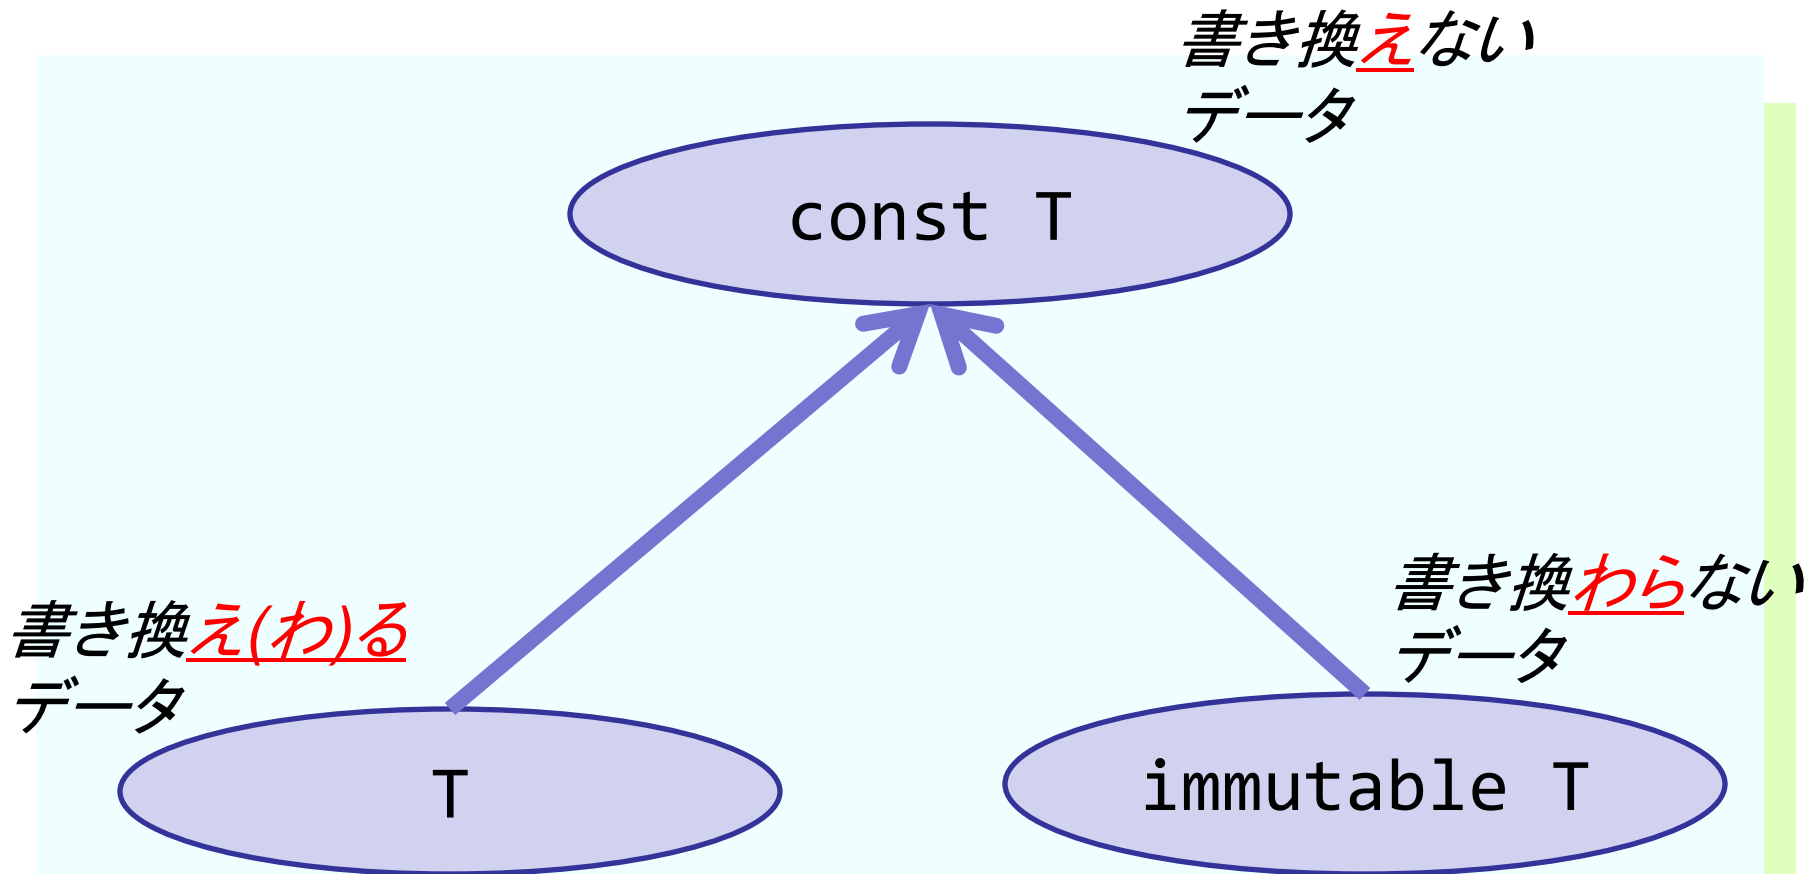 書き換えない
データ
const T
書き換え(わ)る
データ
書き換わらない
データ
T
immutable T